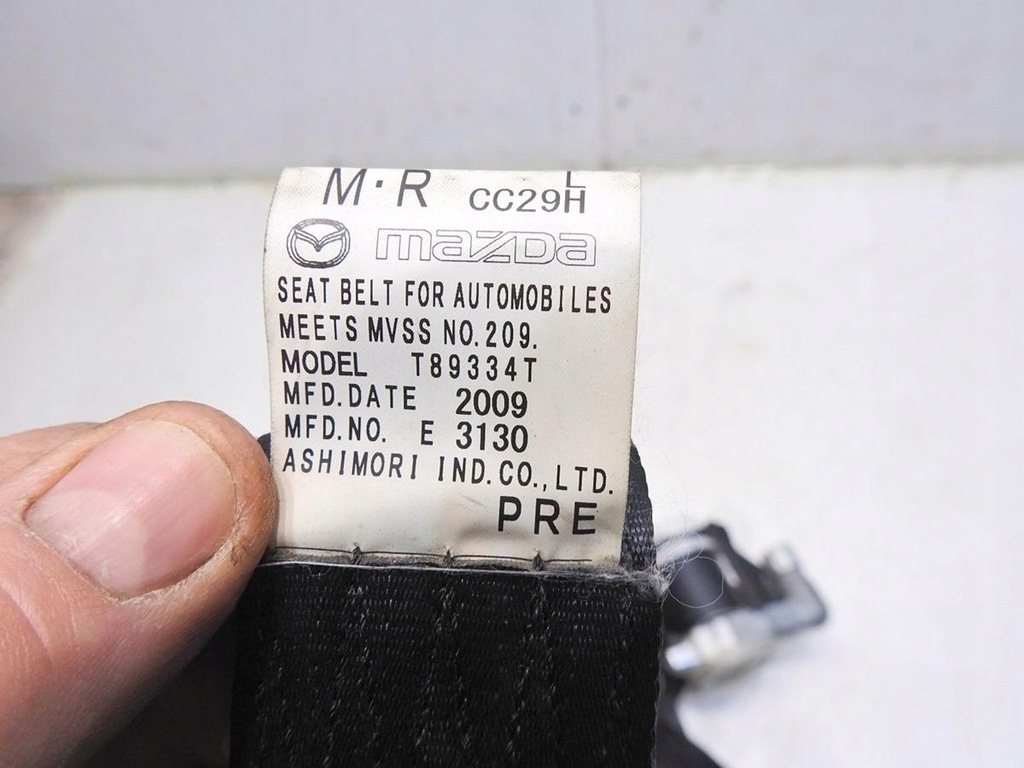 M·R CC29H L
mazDa
SEAT BELT FOR AUTOMOBILES
MEETS MVSS NO.209.
MODEL T89334T
MFD.DATE 2009
MFD.NO. E 3130
ASHIMORI IND.CO.,LTD.
PRE